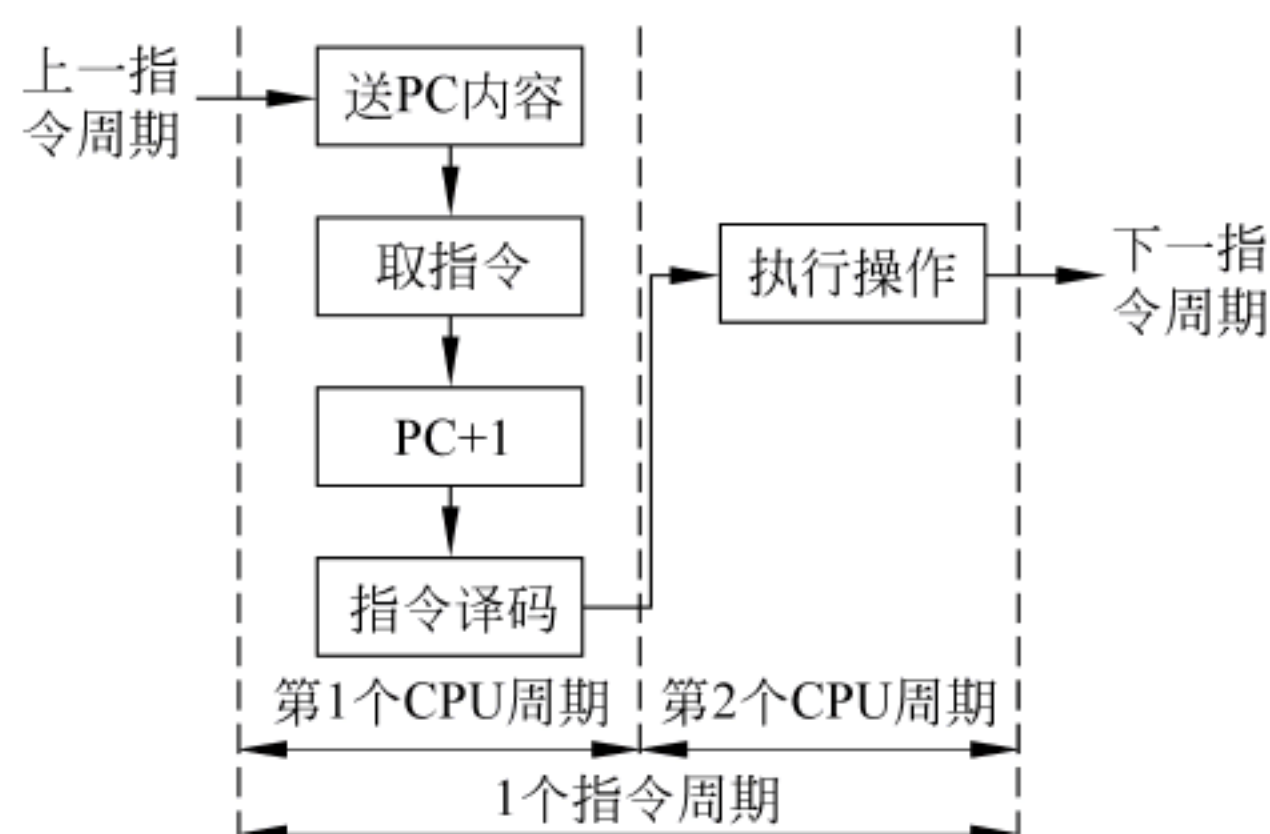 上一指
令周期
送PC内容
取指令
PC+1
指令译码
执行操作
下一指
令周期
第1个CPU周期
第2个CPU周期
1个指令周期